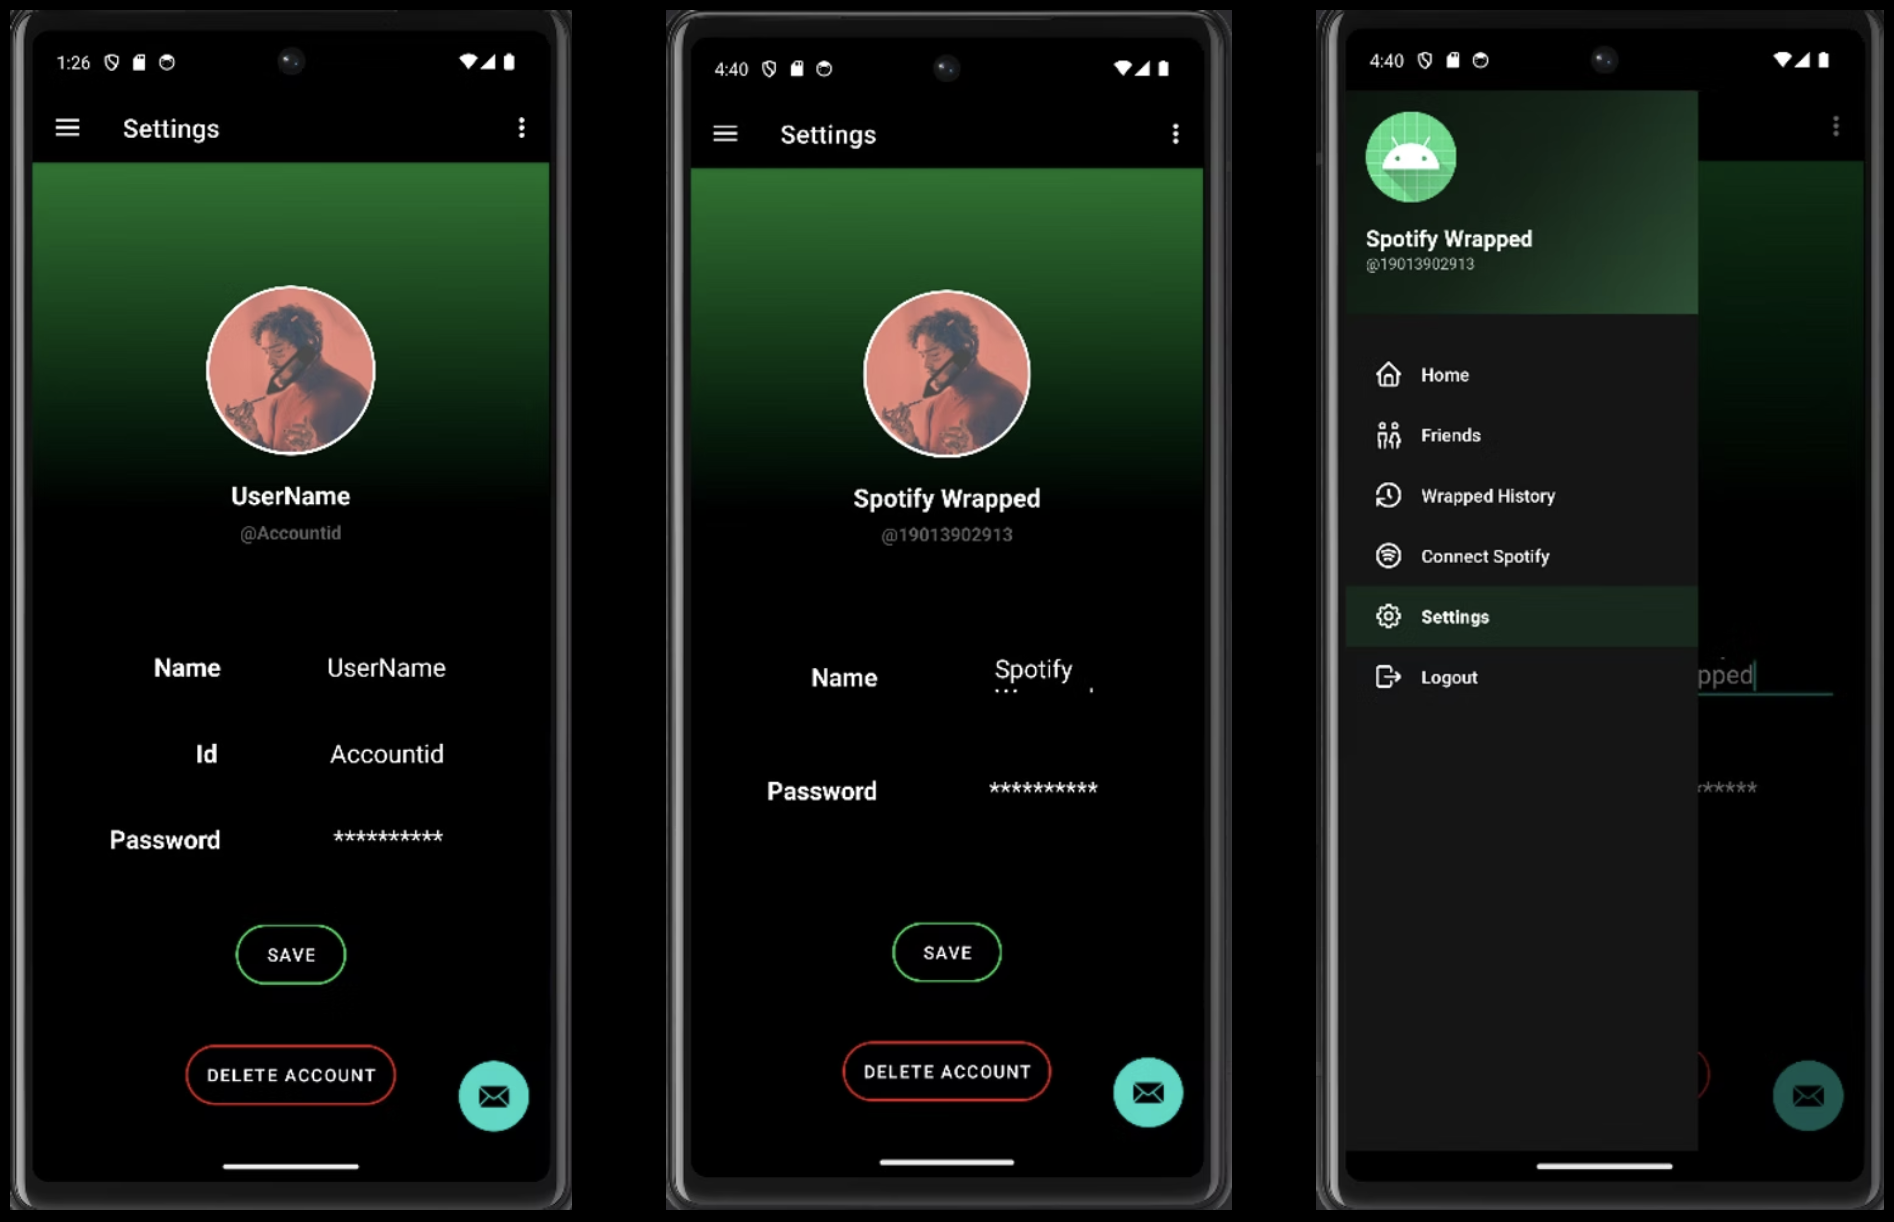 1:26
Settings
UserName
@Accountid
Name UserName
Id Accountid
Password **********
SAVE
DELETE ACCOUNT
4:40
Settings
Spotify Wrapped
@19013902913
Name Spotify
Password **********
SAVE
DELETE ACCOUNT
4:40
Spotify Wrapped
@19013902913
Home
Friends
Wrapped History
Connect Spotify
Settings
Logout
pped
******